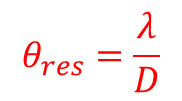 θ_res = λ/D